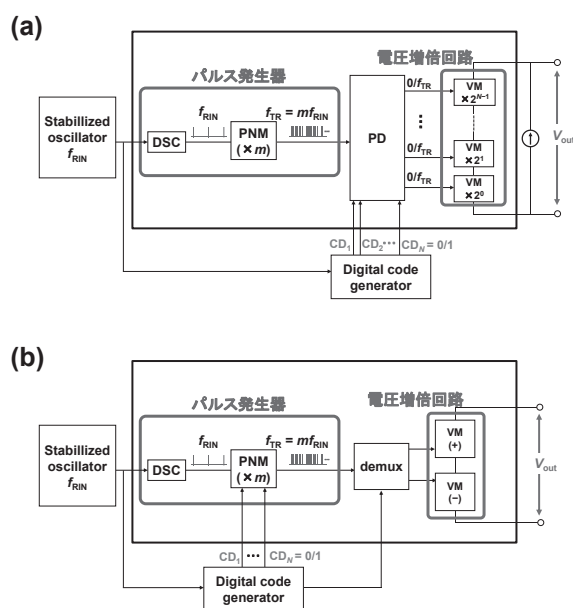 (a)
電圧増倍回路
パルス発生器
0/fTR
VM
×2N−1
Stabillized
oscillator
fRIN
fRIN
fTR = mfRIN
DSC
PNM
(× m)
PD
⋮
⋮
0/fTR
VM
×21
0/fTR
VM
×20
Vout
CD1 CD2··· CDN = 0/1
Digital code
generator
(b)
パルス発生器
電圧増倍回路
Stabillized
oscillator
fRIN
fRIN
fTR = mfRIN
DSC
PNM
(× m)
demux
VM
(+)
VM
(−)
Vout
CD1 ··· CDN = 0/1
Digital code
generator